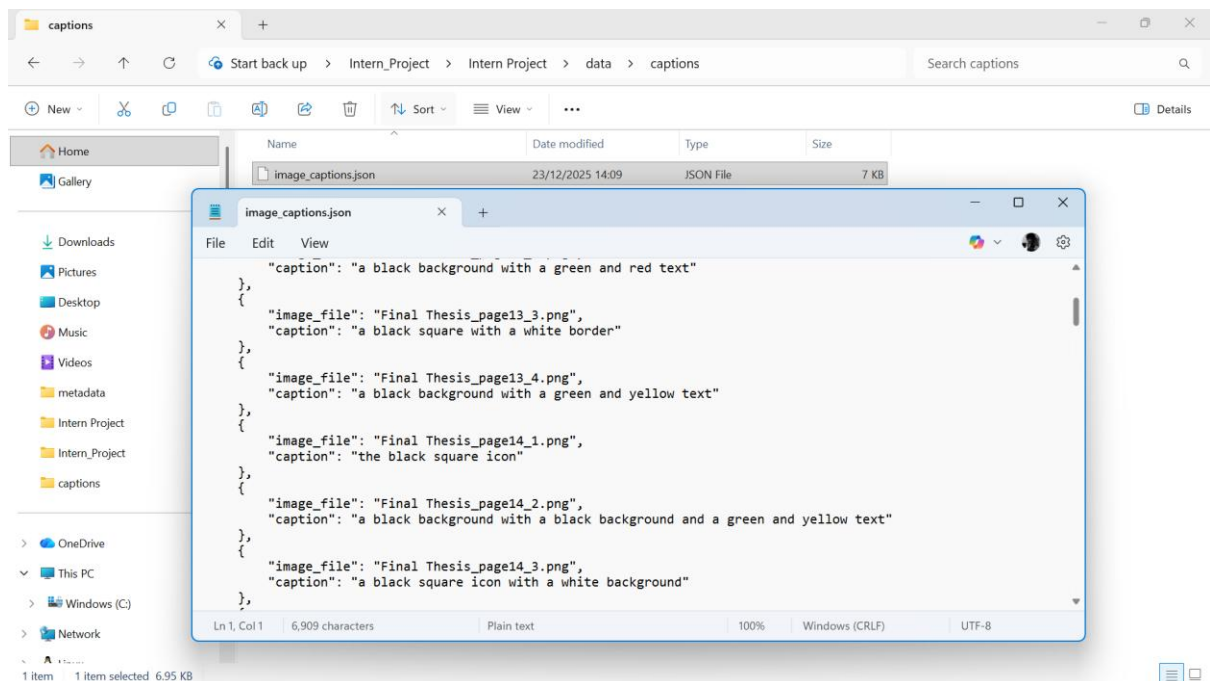 captions
Start back up > Intern_Project > Intern Project > data > captions
Search captions
New
Sort
View
Details
Home
Gallery
Downloads
Pictures
Desktop
Music
Videos
metadata
Intern Project
Intern_Project
captions
OneDrive
This PC
Windows (C:)
Network
Name Date modified Type Size
image_captions.json 23/12/2025 14:09 JSON File 7 KB
image_captions.json
File Edit View
"caption": "a black background with a green and red text"
},
{
"image_file": "Final Thesis_page13_3.png",
"caption": "a black square with a white border"
},
{
"image_file": "Final Thesis_page13_4.png",
"caption": "a black background with a green and yellow text"
},
{
"image_file": "Final Thesis_page14_1.png",
"caption": "the black square icon"
},
{
"image_file": "Final Thesis_page14_2.png",
"caption": "a black background with a black background and a green and yellow text"
},
{
"image_file": "Final Thesis_page14_3.png",
"caption": "a black square icon with a white background"
},
Ln 1, Col 1 6,909 characters Plain text 100% Windows (CRLF) UTF-8
1 item 1 item selected 6.95 KB